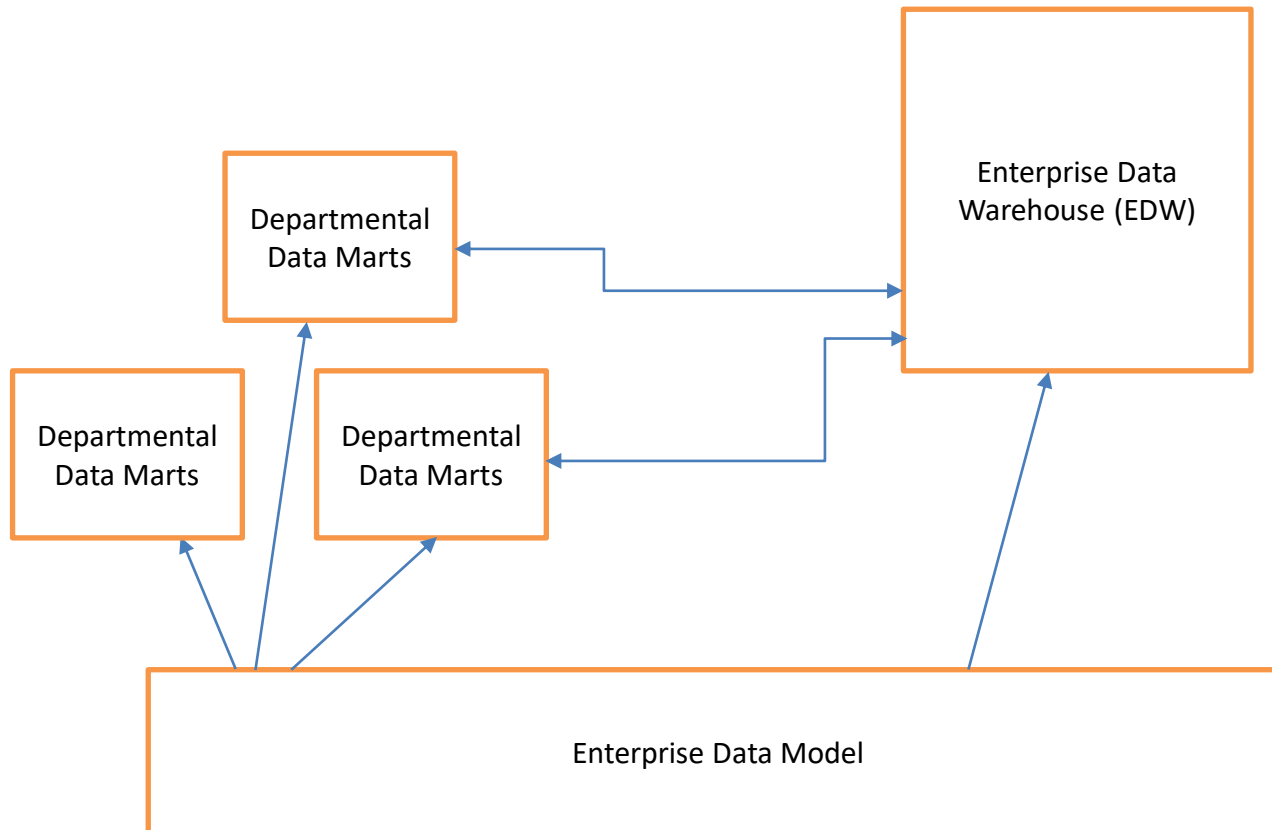 Enterprise Data
Warehouse (EDW)
Departmental
Data Marts
Departmental
Data Marts
Departmental
Data Marts
Enterprise Data Model